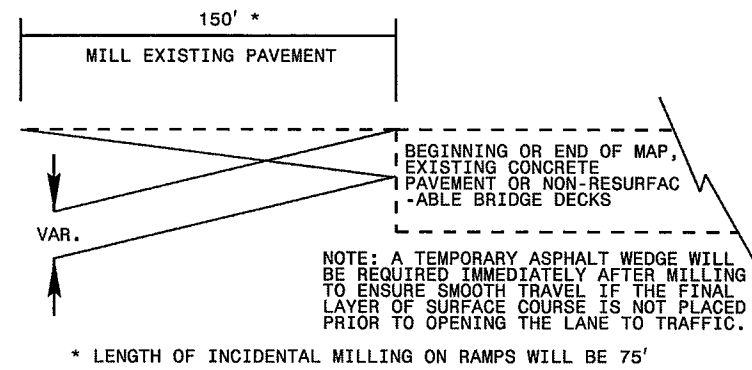 150' *
MILL EXISTING PAVEMENT
BEGINNING OR END OF MAP,
EXISTING CONCRETE
PAVEMENT OR NON-RESURFAC
-ABLE BRIDGE DECKS
VAR.
NOTE: A TEMPORARY ASPHALT WEDGE WILL
BE REQUIRED IMMEDIATELY AFTER MILLING
TO ENSURE SMOOTH TRAVEL IF THE FINAL
LAYER OF SURFACE COURSE IS NOT PLACED
PRIOR TO OPENING THE LANE TO TRAFFIC.
* LENGTH OF INCIDENTAL MILLING ON RAMPS WILL BE 75'